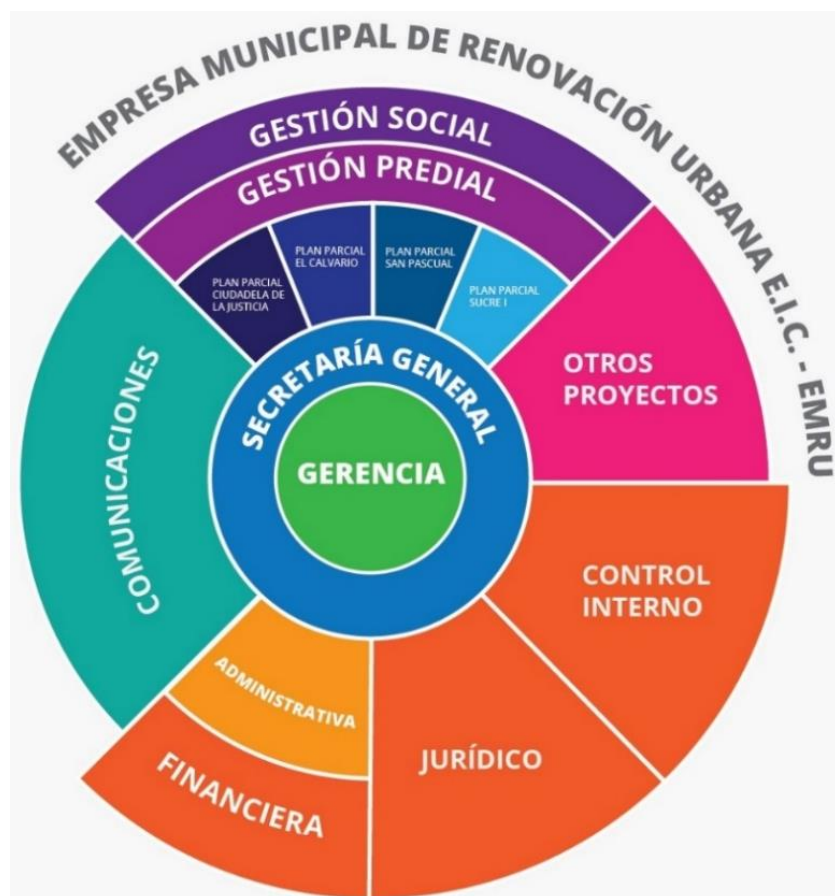 EMPRESA MUNICIPAL DE RENOVACIÓN URBANA E.I.C. - EMRU
GESTIÓN SOCIAL
GESTIÓN PREDIAL
PLAN PARCIAL
CIUDADELA DE
LA JUSTICIA
PLAN PARCIAL
EL CALVARIO
PLAN PARCIAL
SAN PASCUAL
PLAN PARCIAL
SUCRE I
SECRETARÍA GENERAL
GERENCIA
OTROS
PROYECTOS
COMUNICACIONES
CONTROL
INTERNO
ADMINISTRATIVA
FINANCIERA
JURÍDICO